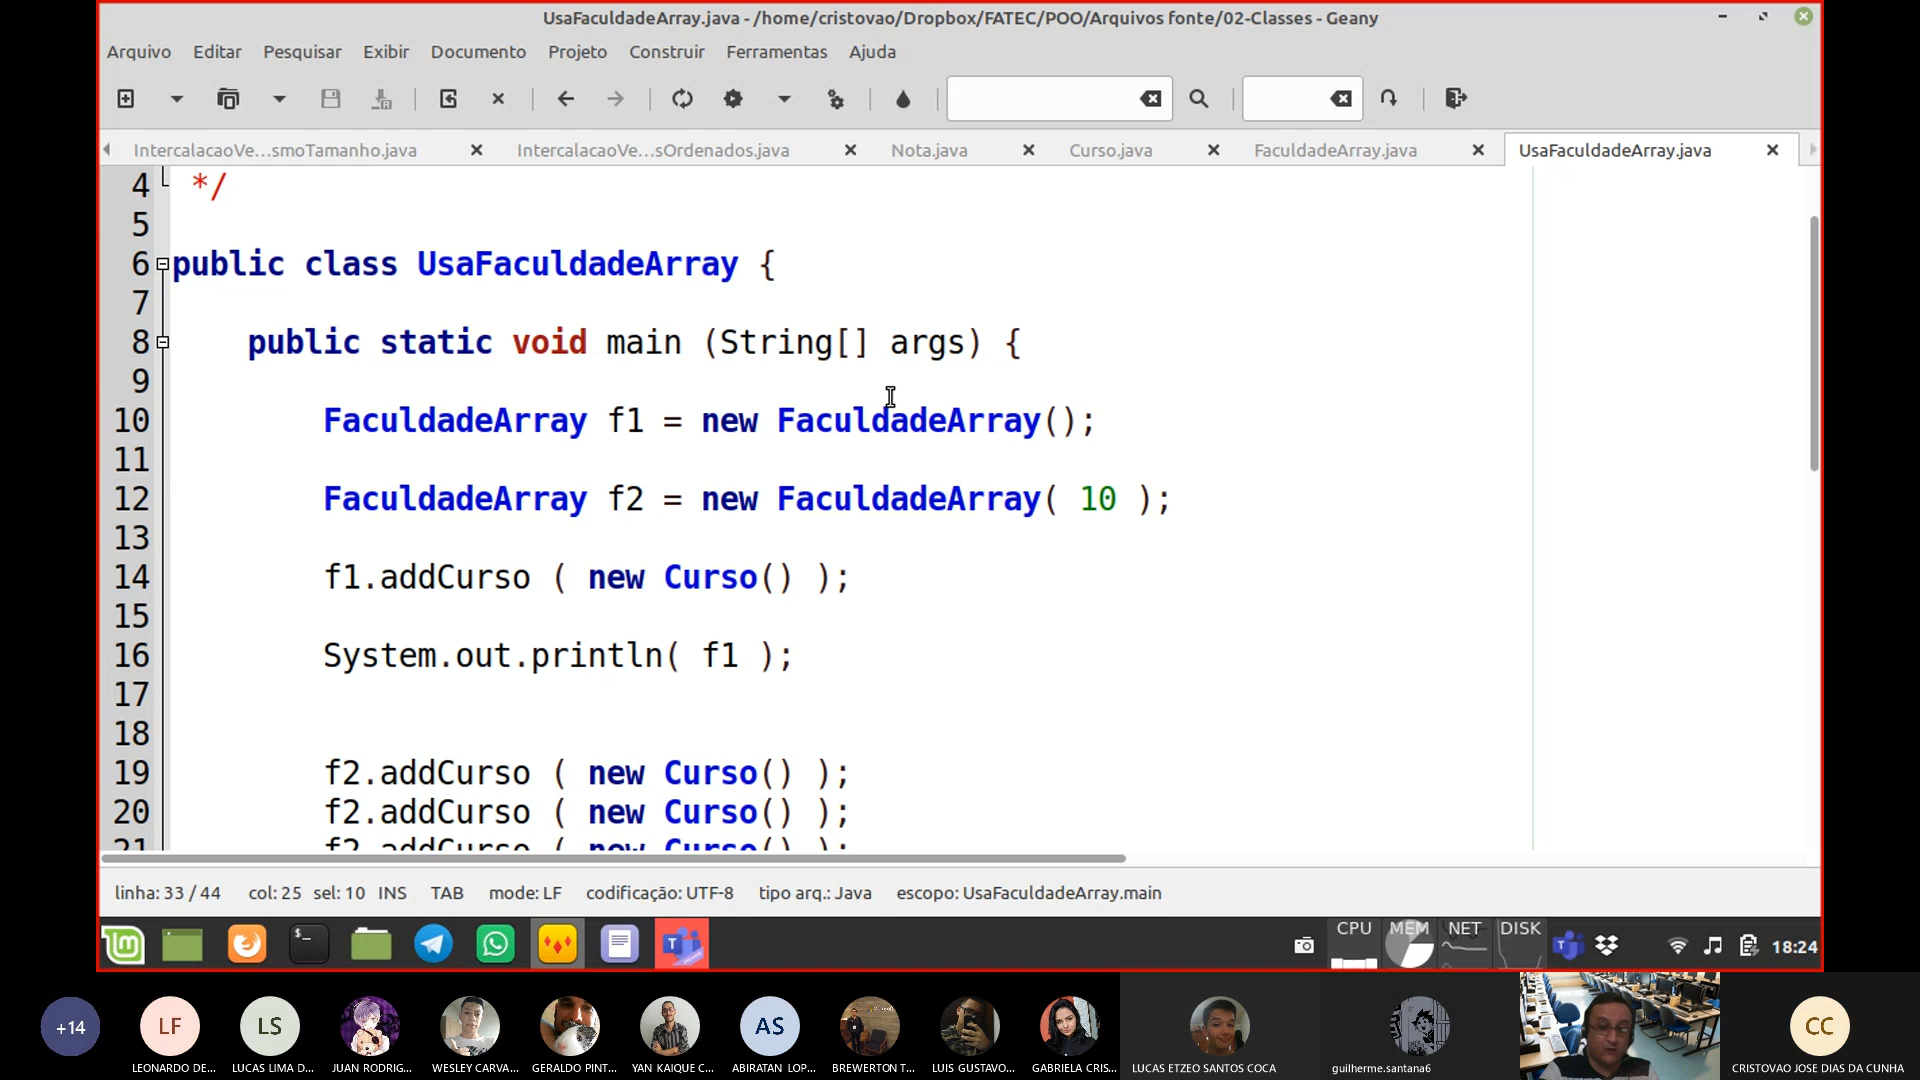 UsaFaculdadeArray.java - /home/cristovao/Dropbox/FATEC/POO/Arquivos fonte/02-Classes - Geany
Arquivo Editar Pesquisar Exibir Documento Projeto Construir Ferramentas Ajuda
IntercalacaoVe...smoTamanho.java IntercalacaoVe...sOrdenados.java Nota.java Curso.java FaculdadeArray.java UsaFaculdadeArray.java
4 */
5
6 public class UsaFaculdadeArray {
7
8 public static void main (String[] args) {
9
10 FaculdadeArray f1 = new FaculdadeArray();
11
12 FaculdadeArray f2 = new FaculdadeArray( 10 );
13
14 f1.addCurso ( new Curso() );
15
16 System.out.println( f1 );
17
18
19 f2.addCurso ( new Curso() );
20 f2.addCurso ( new Curso() );
21 f2.addCurso ( new Curso() );
linha: 33 / 44 col: 25 sel: 10 INS TAB mode: LF codificação: UTF-8 tipo arq.: Java escopo: UsaFaculdadeArray.main
CPU MEM NET DISK 18:24
+14 LF LS AS CC
LEONARDO DE... LUCAS LIMA D... JUAN RODRIG... WESLEY CARVA... GERALDO PINT... YAN KAIQUE C... ABIRATAN LOP... BREWERTON T... LUIS GUSTAVO... GABRIELA CRIS... LUCAS ETZEO SANTOS COCA guilherme.santana6 CRISTOVAO JOSE DIAS DA CUNHA